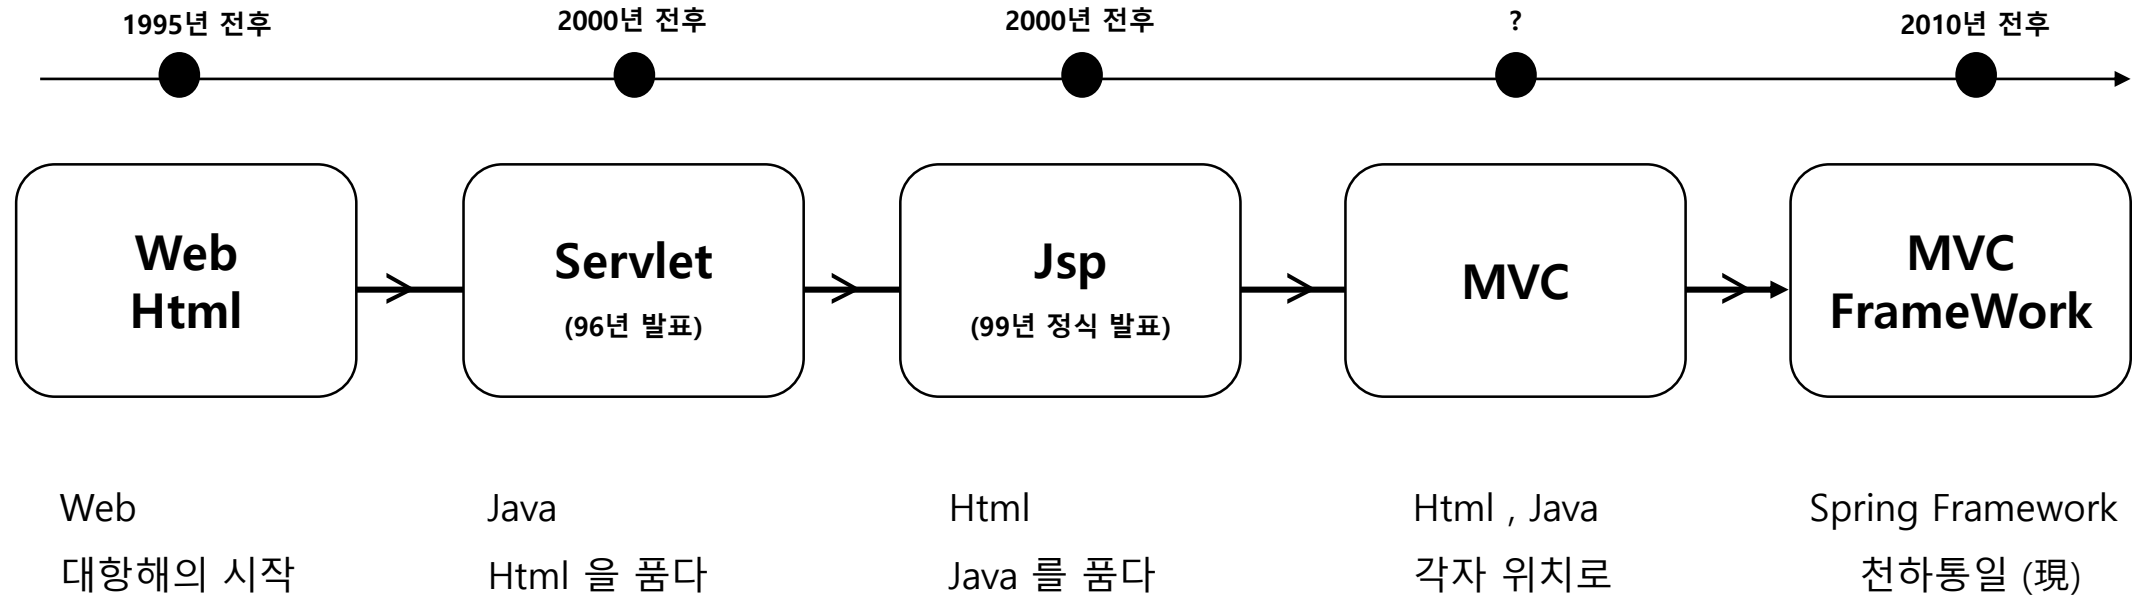 1995년 전후
2000년 전후
2000년 전후
?
2010년 전후
Web
Html
Servlet
(96년 발표)
Jsp
(99년 정식 발표)
MVC
MVC
FrameWork
Web
대항해의 시작
Java
Html 을 품다
Html
Java 를 품다
Html , Java
각자 위치로
Spring Framework
천하통일 (現)